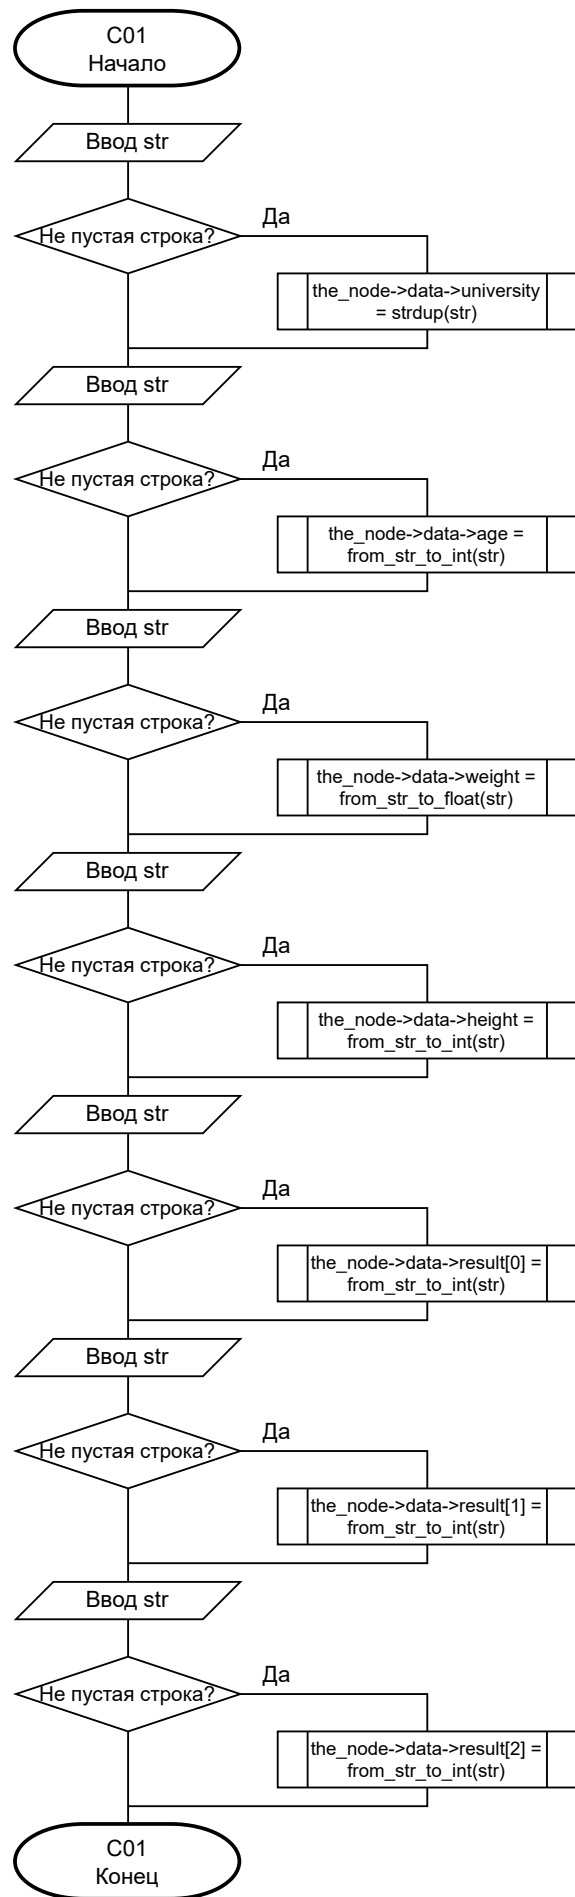 C01
Начало
Ввод str
Не пустая строка?
Да
the_node->data->university
= strdup(str)
Ввод str
Не пустая строка?
Да
the_node->data->age =
from_str_to_int(str)
Ввод str
Не пустая строка?
Да
the_node->data->weight =
from_str_to_float(str)
Ввод str
Не пустая строка?
Да
the_node->data->height =
from_str_to_int(str)
Ввод str
Не пустая строка?
Да
the_node->data->result[0] =
from_str_to_int(str)
Ввод str
Не пустая строка?
Да
the_node->data->result[1] =
from_str_to_int(str)
Ввод str
Не пустая строка?
Да
the_node->data->result[2] =
from_str_to_int(str)
C01
Конец